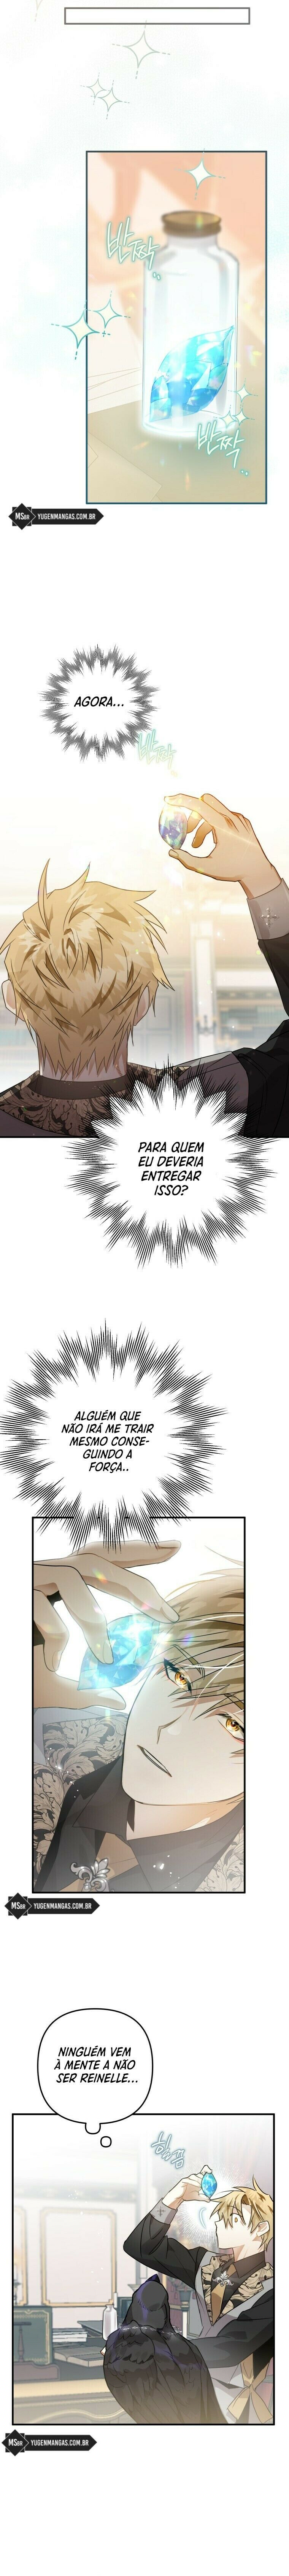 반짝
반짝
MSBR YUGENMANGAS.COM.BR
AGORA...
반짝
PARA QUEM
EU DEVERIA
ENTREGAR
ISSO?
ALGUÉM QUE
NÃO IRÁ ME TRAIR
MESMO CONSE-
GUINDO A
FORÇA..
MSBR YUGENMANGAS.COM.BR
NINGUÉM VEM
À MENTE A NÃO
SER REINELLE...
MSBR YUGENMANGAS.COM.BR